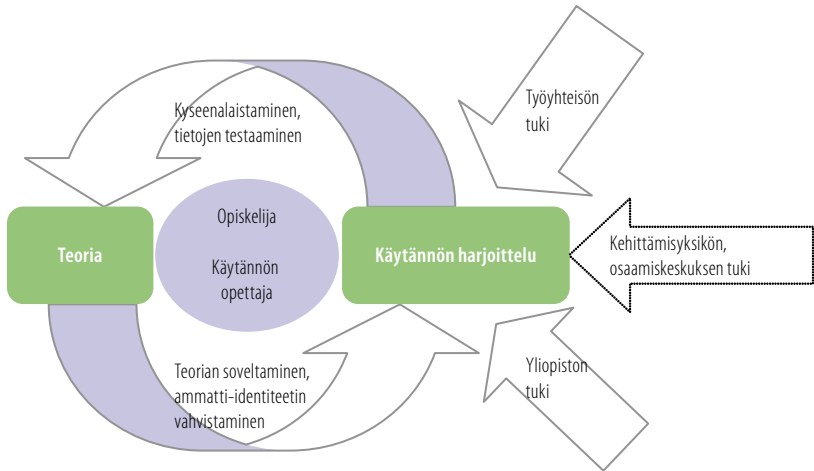 Kyseenalaistaminen,
tietojen testaaminen
Työyhteisön
tuki
Opiskelija
Käytännön
opettaja
Teoria
Käytännön harjoittelu
Kehittämisyksikön,
osaamiskeskuksen tuki
Teorian soveltaminen,
ammatti-identiteetin
vahvistaminen
Yliopiston
tuki